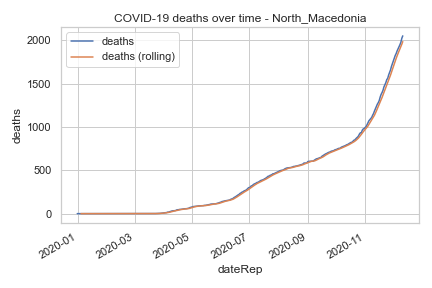 COVID-19 deaths over time - North_Macedonia
deaths
deaths (rolling)
2000
1500
1000
500
0
deaths
2020-01
2020-03
2020-05
2020-07
2020-09
2020-11
dateRep